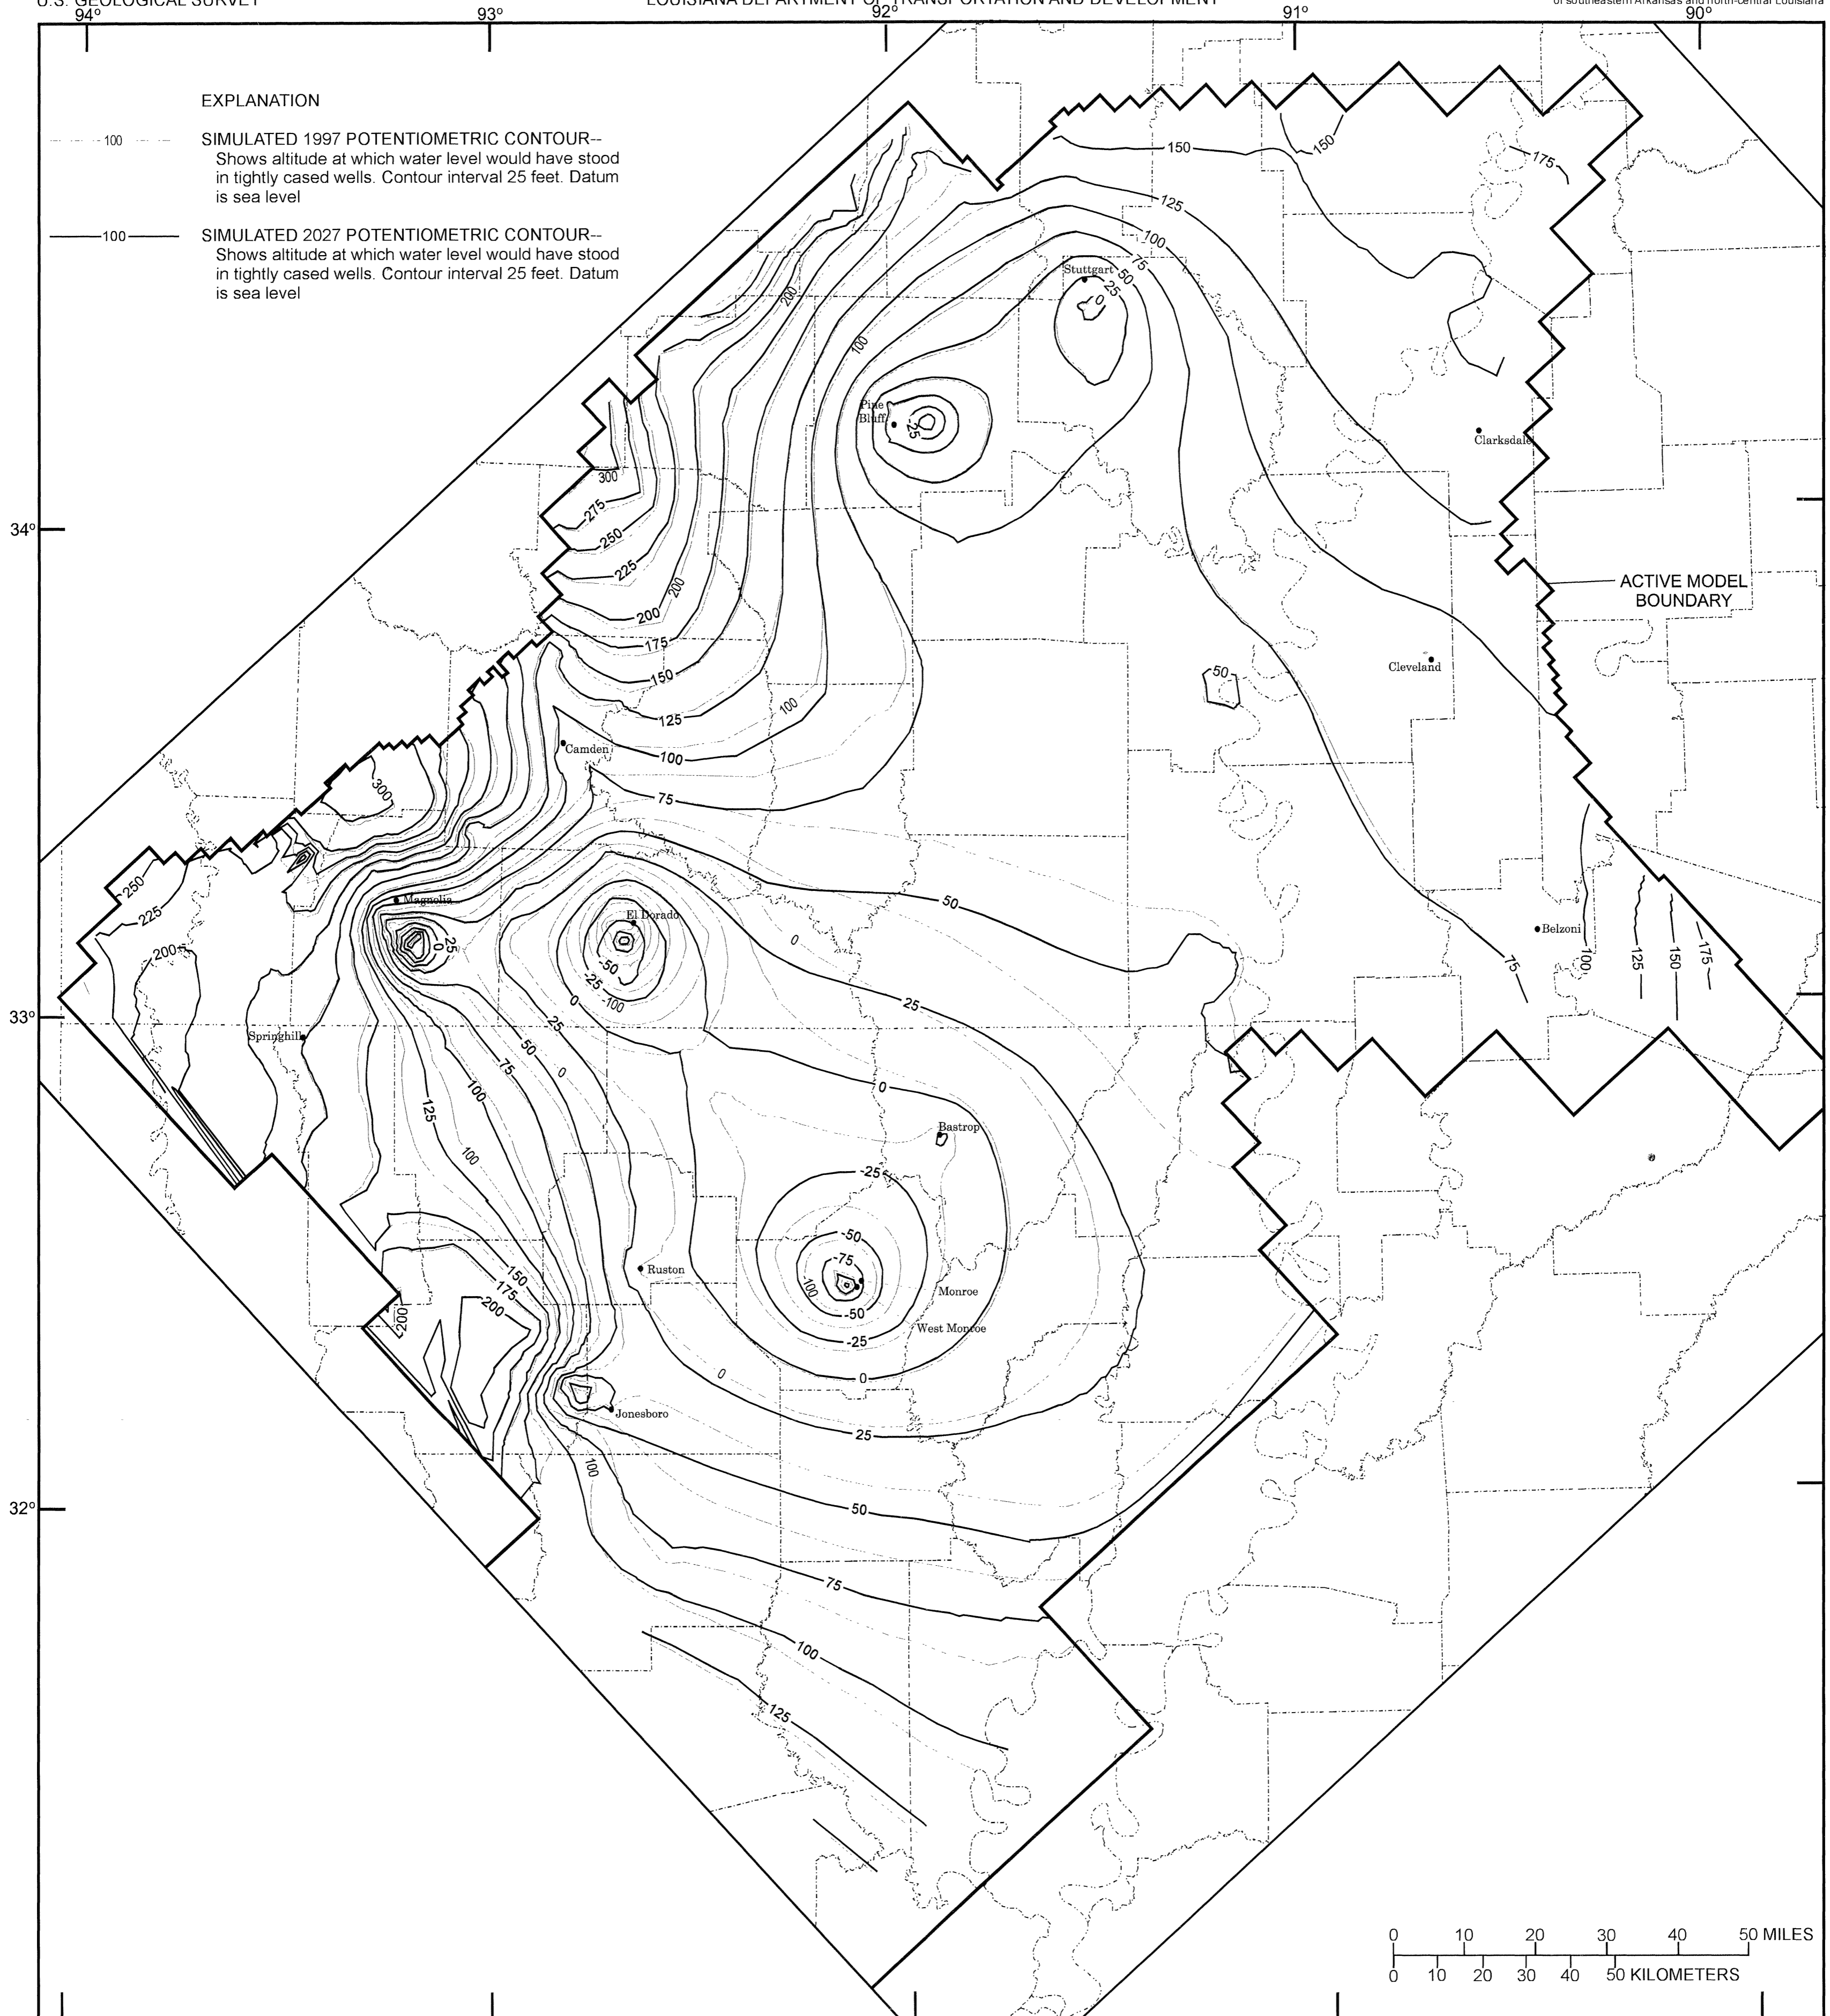 U.S. GEOLOGICAL SURVEY
LOUISIANA DEPARTMENT OF TRANSPORTATION AND DEVELOPMENT
of southeastern Arkansas and north-central Louisiana
94° 93° 92° 91° 90°
EXPLANATION
100
SIMULATED 1997 POTENTIOMETRIC CONTOUR--
Shows altitude at which water level would have stood
in tightly cased wells. Contour interval 25 feet. Datum
is sea level
100
SIMULATED 2027 POTENTIOMETRIC CONTOUR--
Shows altitude at which water level would have stood
in tightly cased wells. Contour interval 25 feet. Datum
is sea level
150
150
175
125
100
75
50
25
0
Stuttgart
200
100
Pine
Bluff
-25
Clarksdale
300
275
250
225
200
200
175
150
125
100
100
75
34°
ACTIVE MODEL
BOUNDARY
Cleveland
50
Camden
300
250
225
200
Magnolia
25
0
El Dorado
-50
-25
-100
0
50
0
25
Belzoni
75
100
125
150
175
33°
Springhill
25
50
75
0
100
125
100
0
Bastrop
-25
-50
-75
-100
-50
-25
0
Monroe
West Monroe
Ruston
150
175
200
200
0
Jonesboro
25
100
32°
50
75
100
125
0 10 20 30 40 50 MILES
0 10 20 30 40 50 KILOMETERS